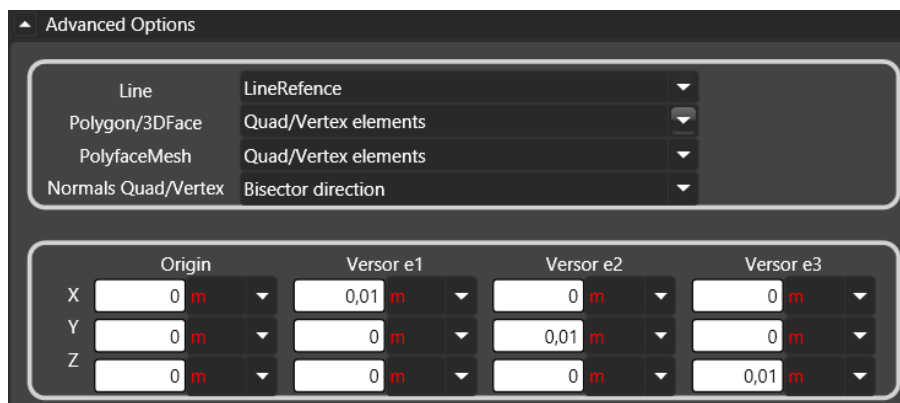 Advanced Options
Line LineRefence
Polygon/3DFace Quad/Vertex elements
PolyfaceMesh Quad/Vertex elements
Normals Quad/Vertex Bisector direction
Origin Versor e1 Versor e2 Versor e3
X 0 m 0,01 m 0 m 0 m
Y 0 m 0 m 0,01 m 0 m
Z 0 m 0 m 0 m 0,01 m